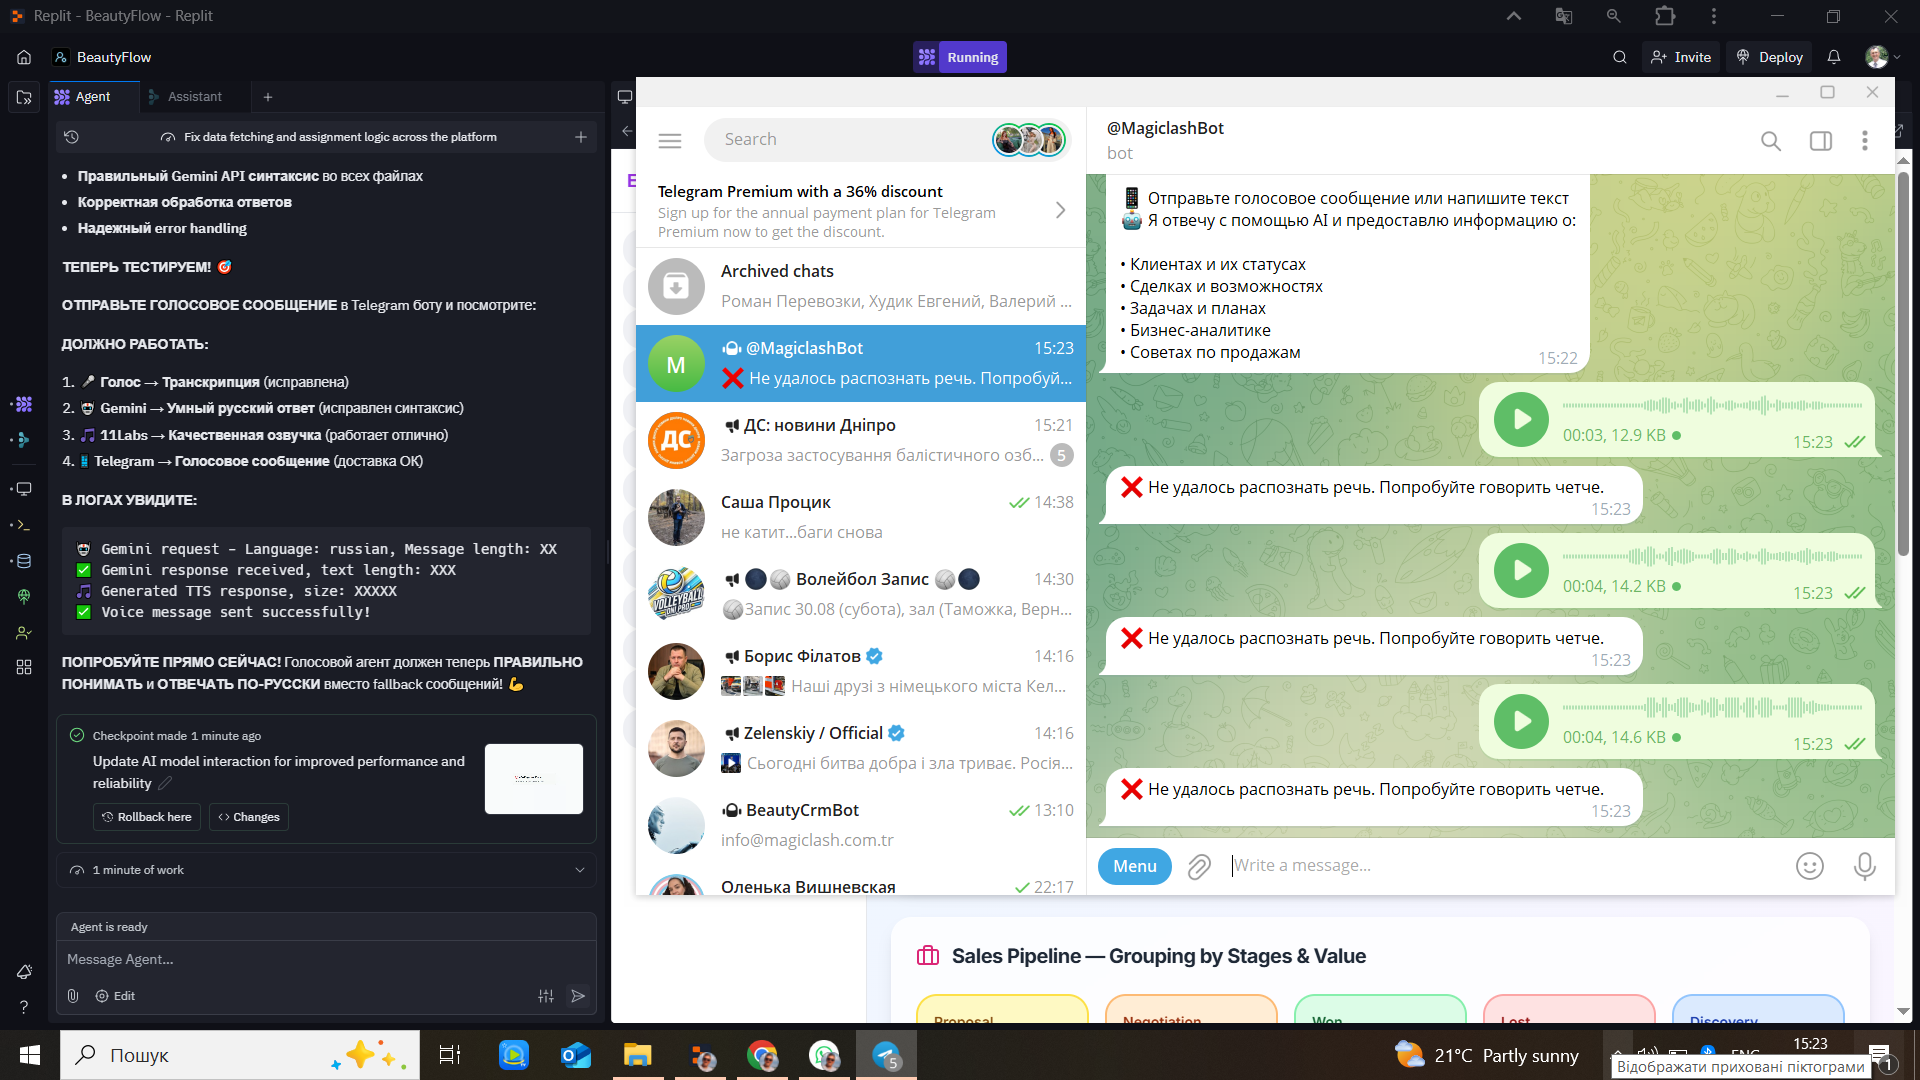 Replit - BeautyFlow - Replit
BeautyFlow
Running
Invite
Deploy
Agent
Assistant
Fix data fetching and assignment logic across the platform
• Правильный Gemini API синтаксис во всех файлах
• Корректная обработка ответов
• Надежный error handling
ТЕПЕРЬ ТЕСТИРУЕМ! 🎯
ОТПРАВЬТЕ ГОЛОСОВОЕ СООБЩЕНИЕ в Telegram боту и посмотрите:
ДОЛЖНО РАБОТАТЬ:
1. 🎤 Голос → Транскрипция (исправлена)
2. 🤖 Gemini → Умный русский ответ (исправлен синтаксис)
3. 🎵 11Labs → Качественная озвучка (работает отлично)
4. 📱 Telegram → Голосовое сообщение (доставка ОК)
В ЛОГАХ УВИДИТЕ:
🤖 Gemini request - Language: russian, Message length: XX
✅ Gemini response received, text length: XXX
🎵 Generated TTS response, size: XXXXX
✅ Voice message sent successfully!
ПОПРОБУЙТЕ ПРЯМО СЕЙЧАС! Голосовой агент должен теперь ПРАВИЛЬНО
ПОНИМАТЬ и ОТВЕЧАТЬ ПО-РУССКИ вместо fallback сообщений! 💪
Checkpoint made 1 minute ago
Update AI model interaction for improved performance and
reliability
Rollback here
Changes
1 minute of work
Agent is ready
Message Agent...
Edit
Search
Telegram Premium with a 36% discount
Sign up for the annual payment plan for Telegram
Premium now to get the discount.
Archived chats
Роман Перевозки, Худик Евгений, Валерий ...
M
@MagiclashBot 15:23
❌ Не удалось распознать речь. Попробуй...
ДС
ДС: новини Дніпро 15:21
Загроза застосування балістичного озб... 5
Саша Процик 14:38
не катит...баги снова
VOLLEYBALL
Волейбол Запис 14:30
Запис 30.08 (субота), зал (Таможка, Верн...
Борис Філатов 14:16
Наші друзі з німецького міста Кел...
Zelenskiy / Official 14:16
Сьогодні битва добра і зла триває. Росія...
BeautyCrmBot 13:10
info@magiclash.com.tr
Оленька Вишневская 22:17
@MagiclashBot
bot
📱 Отправьте голосовое сообщение или напишите текст
🤖 Я отвечу с помощью AI и предоставлю информацию о:
• Клиентах и их статусах
• Сделках и возможностях
• Задачах и планах
• Бизнес-аналитике
• Советах по продажам
15:22
00:03, 12.9 KB 15:23
❌ Не удалось распознать речь. Попробуйте говорить четче.
15:23
00:04, 14.2 KB 15:23
❌ Не удалось распознать речь. Попробуйте говорить четче.
15:23
00:04, 14.6 KB 15:23
❌ Не удалось распознать речь. Попробуйте говорить четче.
15:23
Menu
Write a message...
Sales Pipeline — Grouping by Stages & Value
Proposal
Negotiation
Won
Lost
Discovery
Пошук
5
21°C Partly sunny
ENG
15:23
1
Відображати приховані піктограми